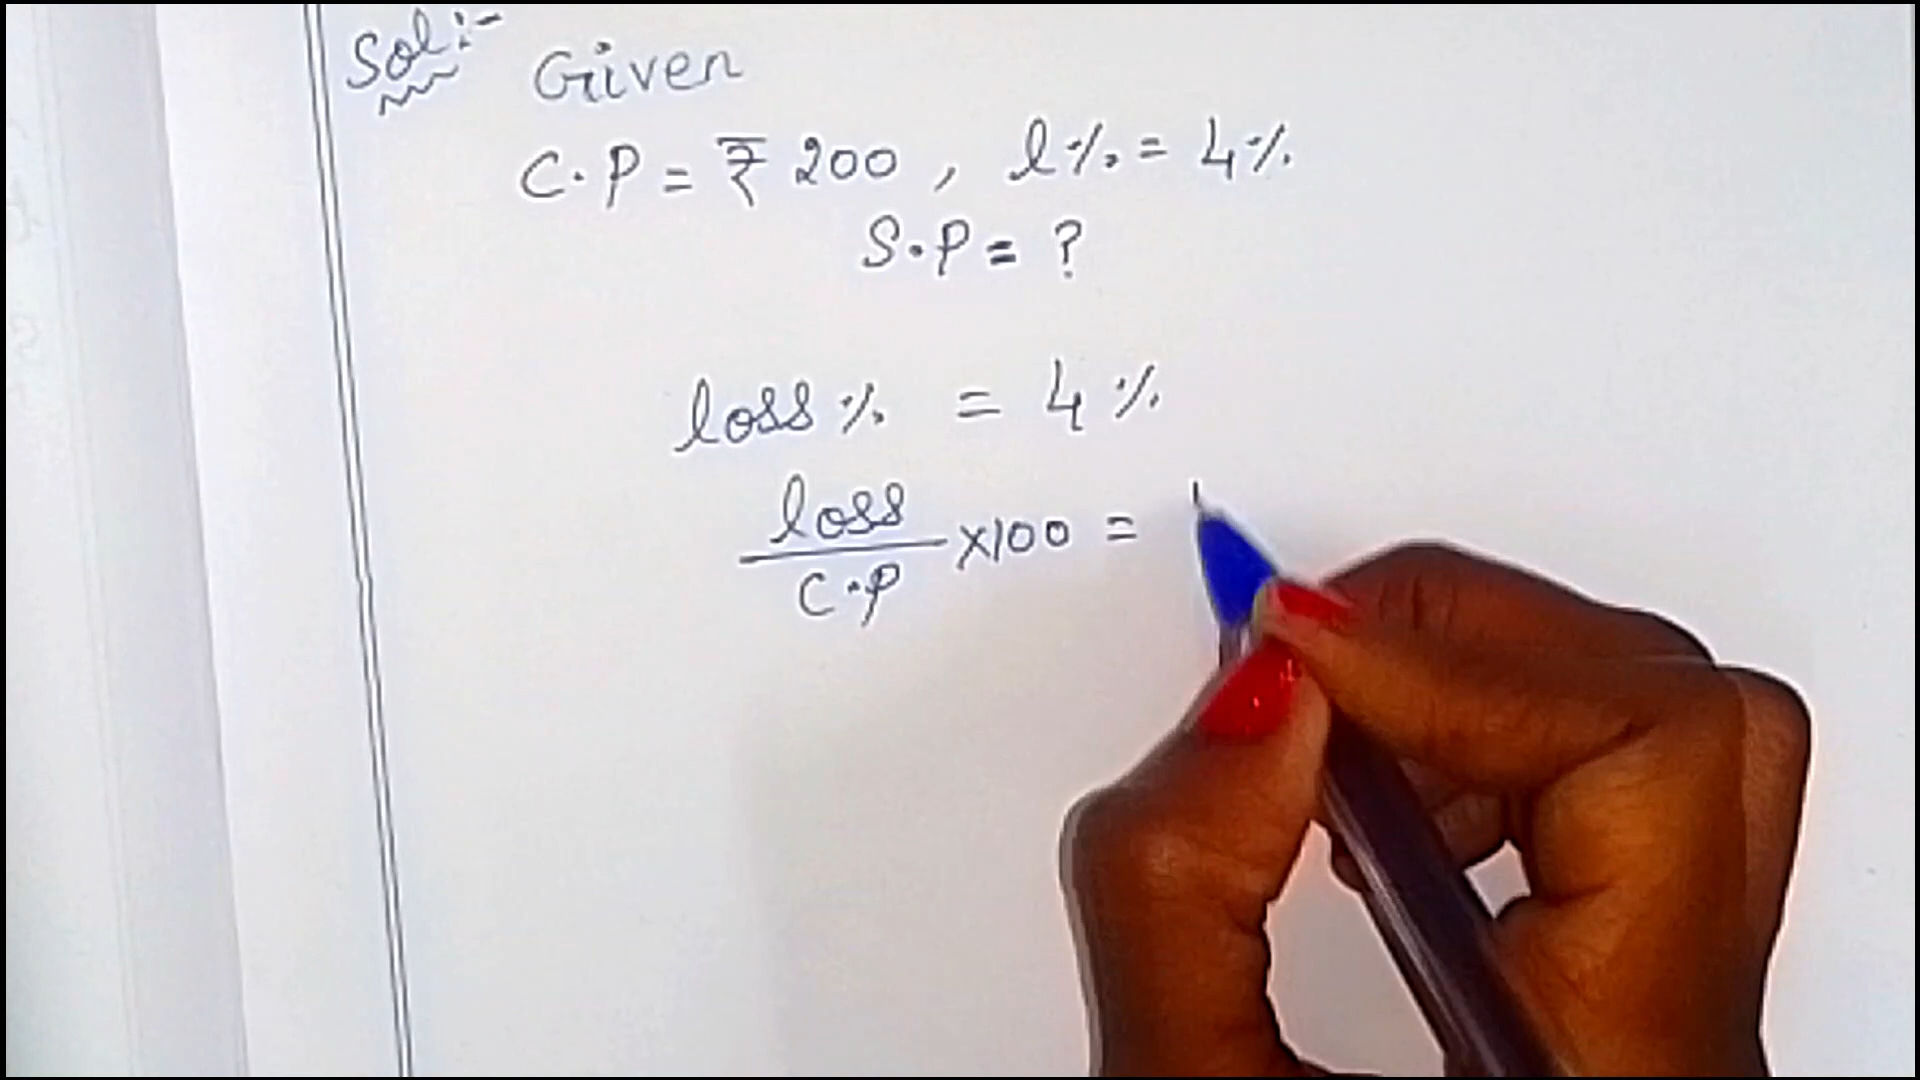 Sol:-
Given
C.P = ₹ 200, l% = 4%
S.P = ?
loss% = 4%
loss
C.P
×100 =